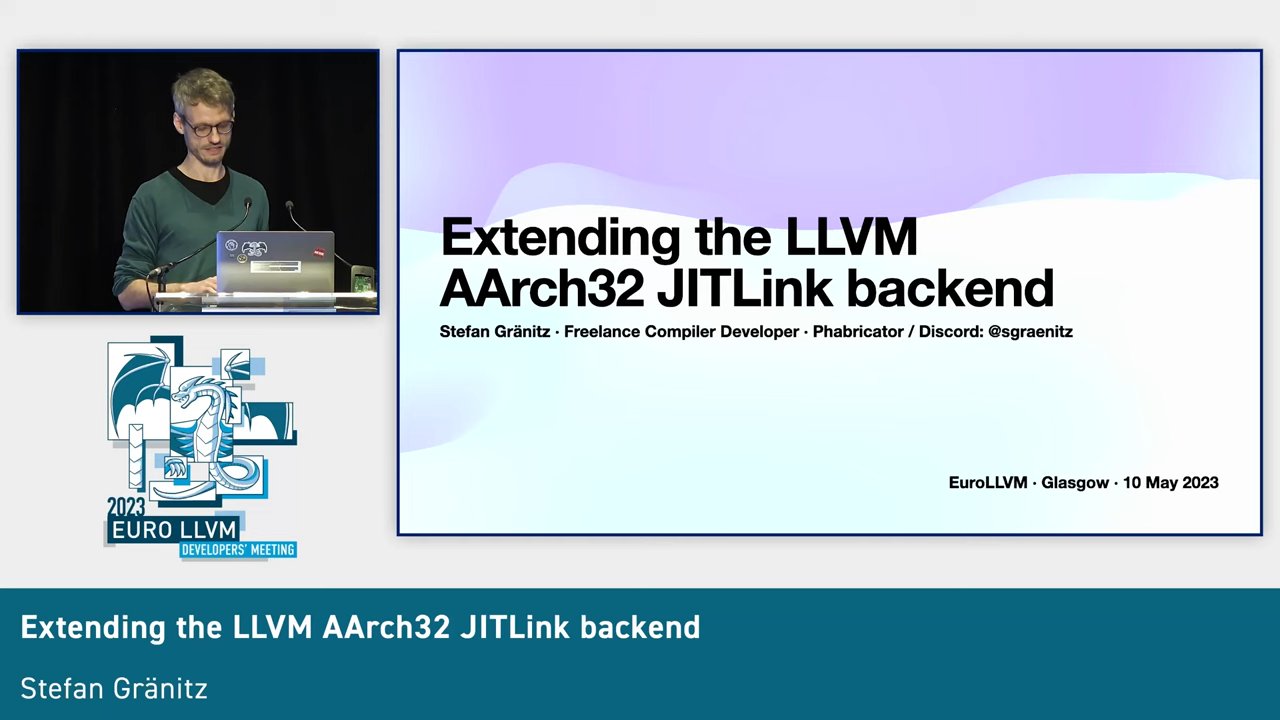 Extending the LLVM
AArch32 JITLink backend
Stefan Gränitz · Freelance Compiler Developer · Phabricator / Discord: @sgraenitz
EuroLLVM · Glasgow · 10 May 2023
2023
EURO LLVM
DEVELOPERS' MEETING
Extending the LLVM AArch32 JITLink backend
Stefan Gränitz